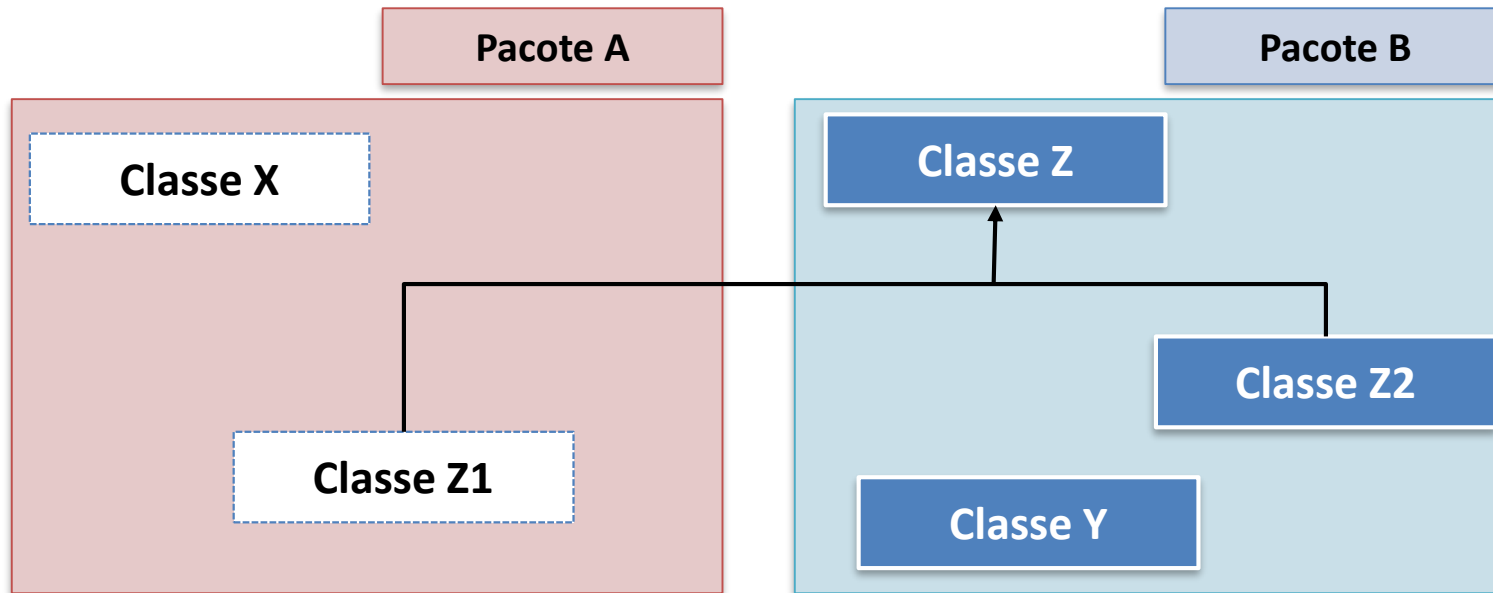 Pacote A
Pacote B
Classe X
Classe Z
Classe Z2
Classe Z1
Classe Y